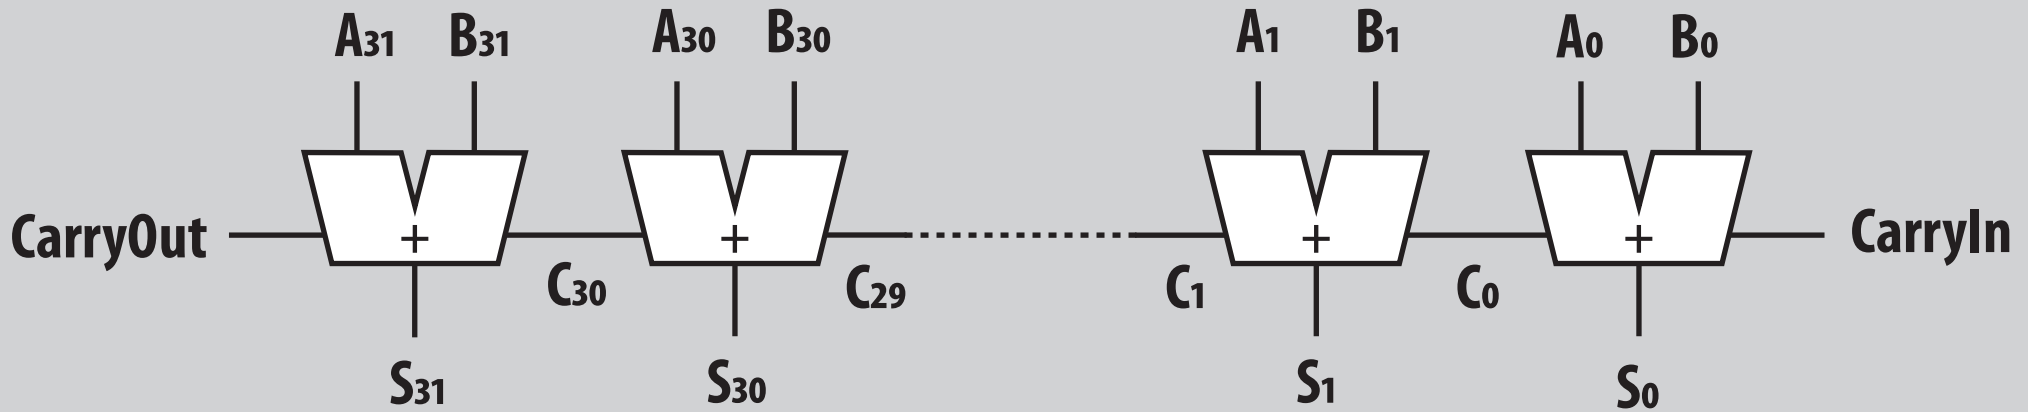 A31 B31 A30 B30 A1 B1 A0 B0
CarryOut + + + + CarryIn
C30 C29 C1 C0
S31 S30 S1 S0